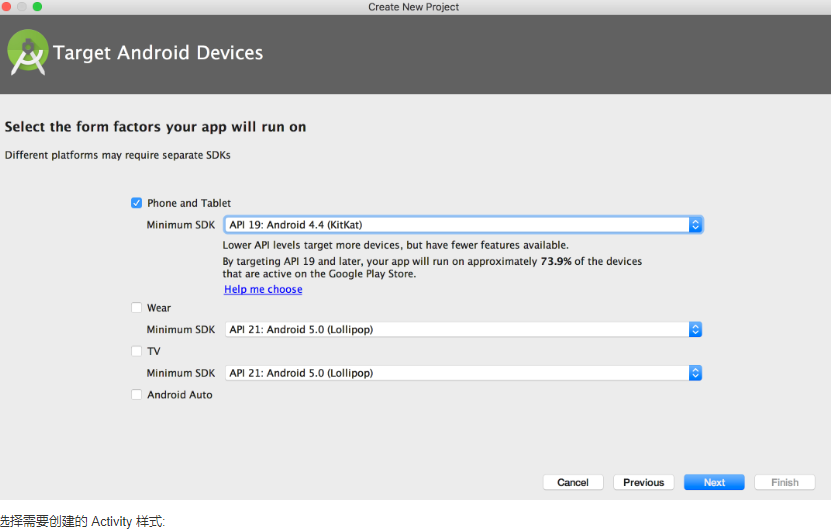 Create New Project
Target Android Devices
Select the form factors your app will run on
Different platforms may require separate SDKs
Phone and Tablet
Minimum SDK API 19: Android 4.4 (KitKat)
Lower API levels target more devices, but have fewer features available.
By targeting API 19 and later, your app will run on approximately 73.9% of the devices
that are active on the Google Play Store.
Help me choose
Wear
Minimum SDK API 21: Android 5.0 (Lollipop)
TV
Minimum SDK API 21: Android 5.0 (Lollipop)
Android Auto
Cancel Previous Next Finish
选择需要创建的 Activity 样式: